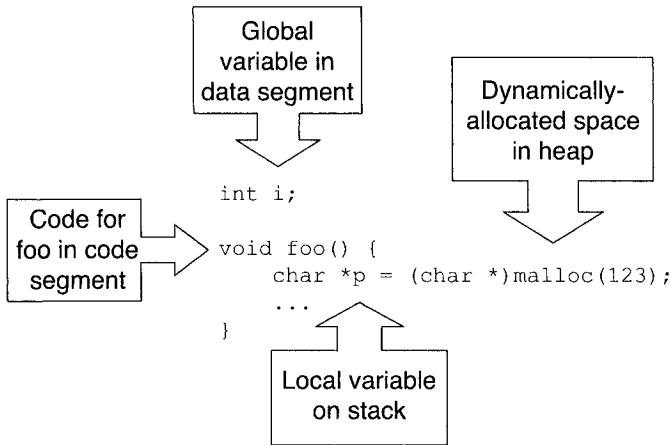 Global
variable in
data segment
Dynamically-
allocated space
in heap
int i;
Code for
foo in code
segment
void foo() {
char *p = (char *)malloc(123);
...
}
Local variable
on stack